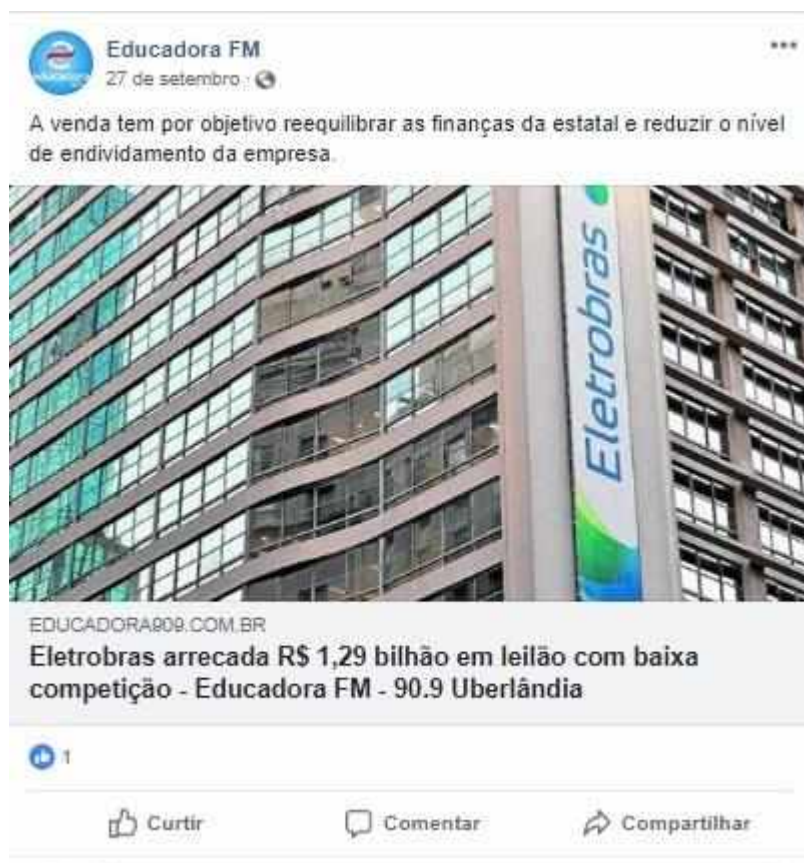 Educadora FM
27 de setembro
A venda tem por objetivo reequilibrar as finanças da estatal e reduzir o nível
de endividamento da empresa.
Eletrobras
EDUCADORA909.COM.BR
Eletrobras arrecada R$ 1,29 bilhão em leilão com baixa
competição - Educadora FM - 90.9 Uberlândia
1
Curtir
Comentar
Compartilhar